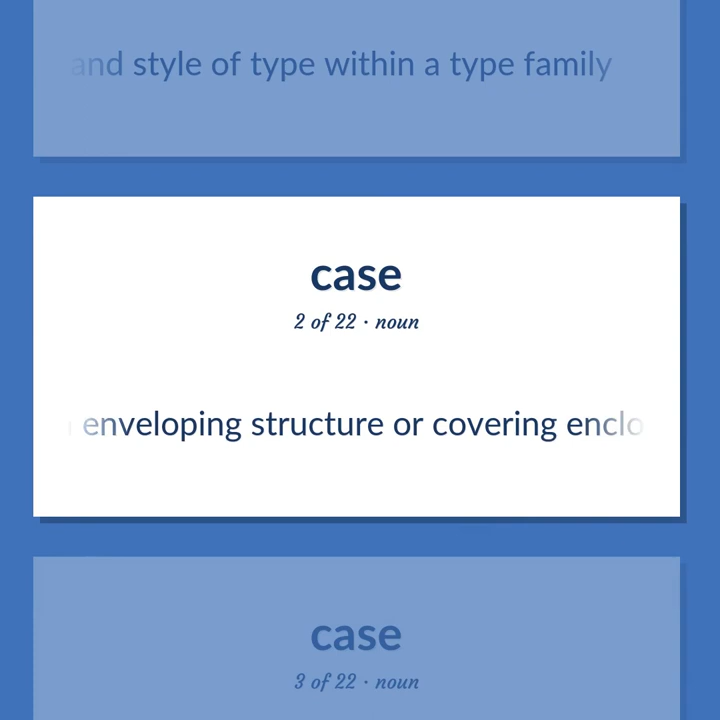 and style of type within a type family
case
2 of 22 · noun
enveloping structure or covering enclo
case
3 of 22 · noun